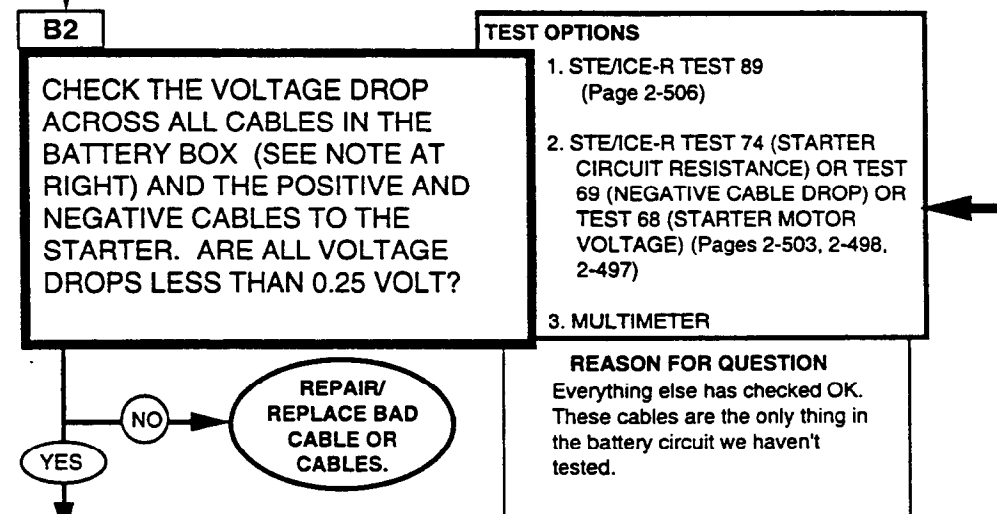 B2
CHECK THE VOLTAGE DROP
ACROSS ALL CABLES IN THE
BATTERY BOX (SEE NOTE AT
RIGHT) AND THE POSITIVE AND
NEGATIVE CABLES TO THE
STARTER. ARE ALL VOLTAGE
DROPS LESS THAN 0.25 VOLT?
TEST OPTIONS
1. STE/ICE-R TEST 89
(Page 2-506)
2. STE/ICE-R TEST 74 (STARTER
CIRCUIT RESISTANCE) OR TEST
69 (NEGATIVE CABLE DROP) OR
TEST 68 (STARTER MOTOR
VOLTAGE) (Pages 2-503, 2-498,
2-497)
3. MULTIMETER
REASON FOR QUESTION
Everything else has checked OK.
These cables are the only thing in
the battery circuit we haven't
tested.
NO
REPAIR/
REPLACE BAD
CABLE OR
CABLES.
YES